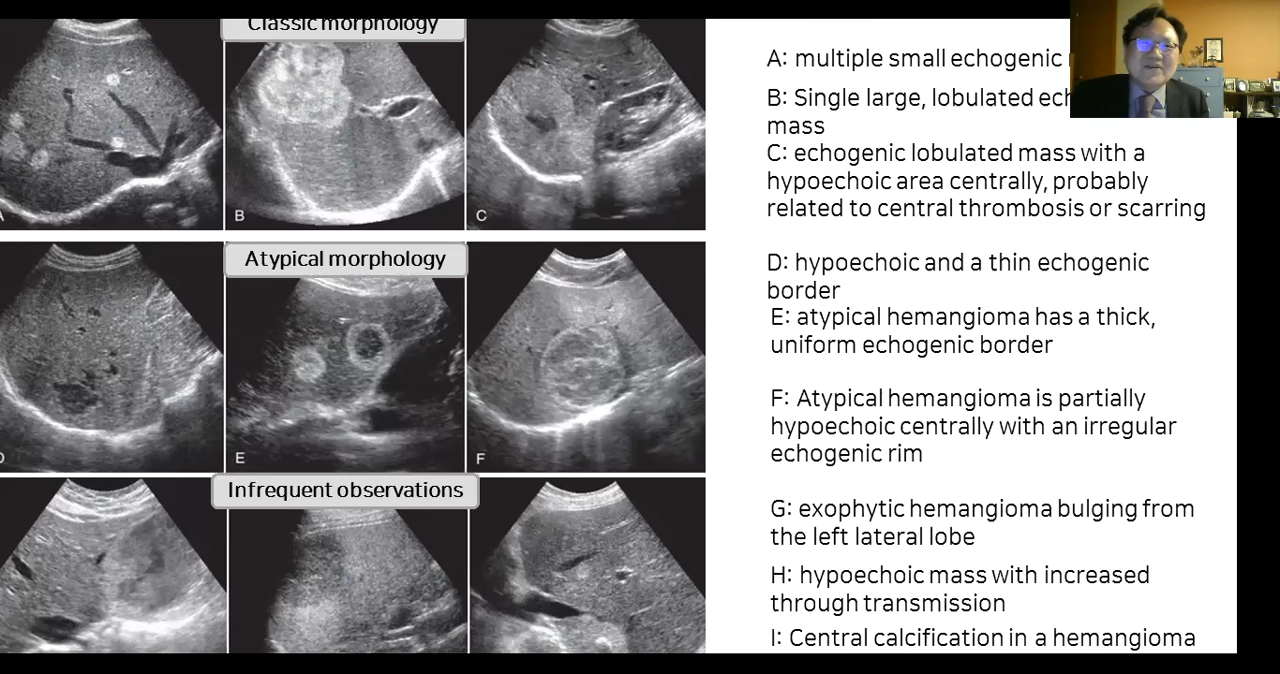 Classic morphology
A
B
C
Atypical morphology
D
E
F
Infrequent observations
A: multiple small echogenic
B: Single large, lobulated
mass
C: echogenic lobulated mass with a
hypoechoic area centrally, probably
related to central thrombosis or scarring
D: hypoechoic and a thin echogenic
border
E: atypical hemangioma has a thick,
uniform echogenic border
F: Atypical hemangioma is partially
hypoechoic centrally with an irregular
echogenic rim
G: exophytic hemangioma bulging from
the left lateral lobe
H: hypoechoic mass with increased
through transmission
I: Central calcification in a hemangioma